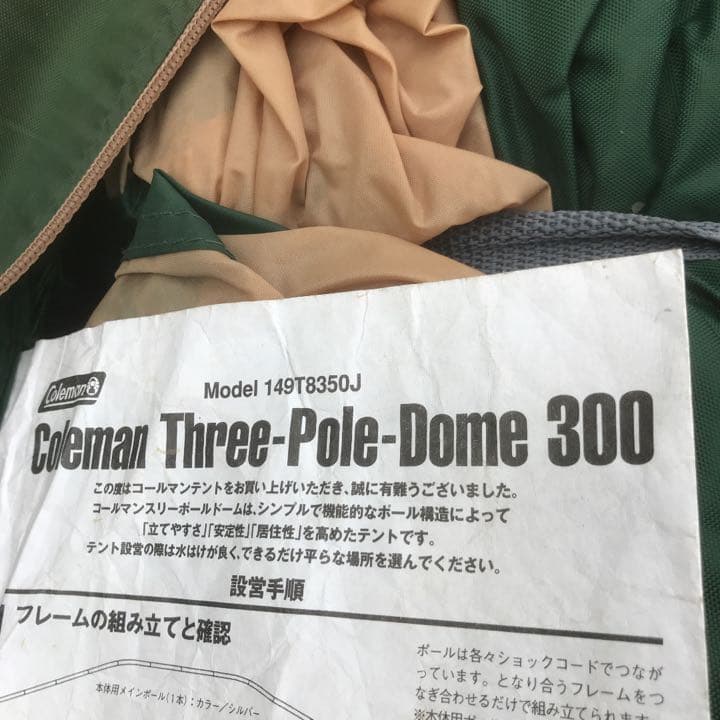 Coleman
Model 149T8350J
Coleman Three-Pole-Dome 300
この度はコールマンテントをお買い上げいただき、誠に有難うございました。
コールマンスリーポールドームは、シンプルで機能的なポール構造によって
「立てやすさ」「安定性」「居住性」を高めたテントです。
テント設営の際は水はけが良く、できるだけ平らな場所を選んでください。
設営手順
フレームの組み立てと確認
本体用メインポール(1本):カラー/シルバー
ポールは各々ショックコードでつなが
っています。となり合うフレームをつ
なぎ合わせるだけで組み立てられま